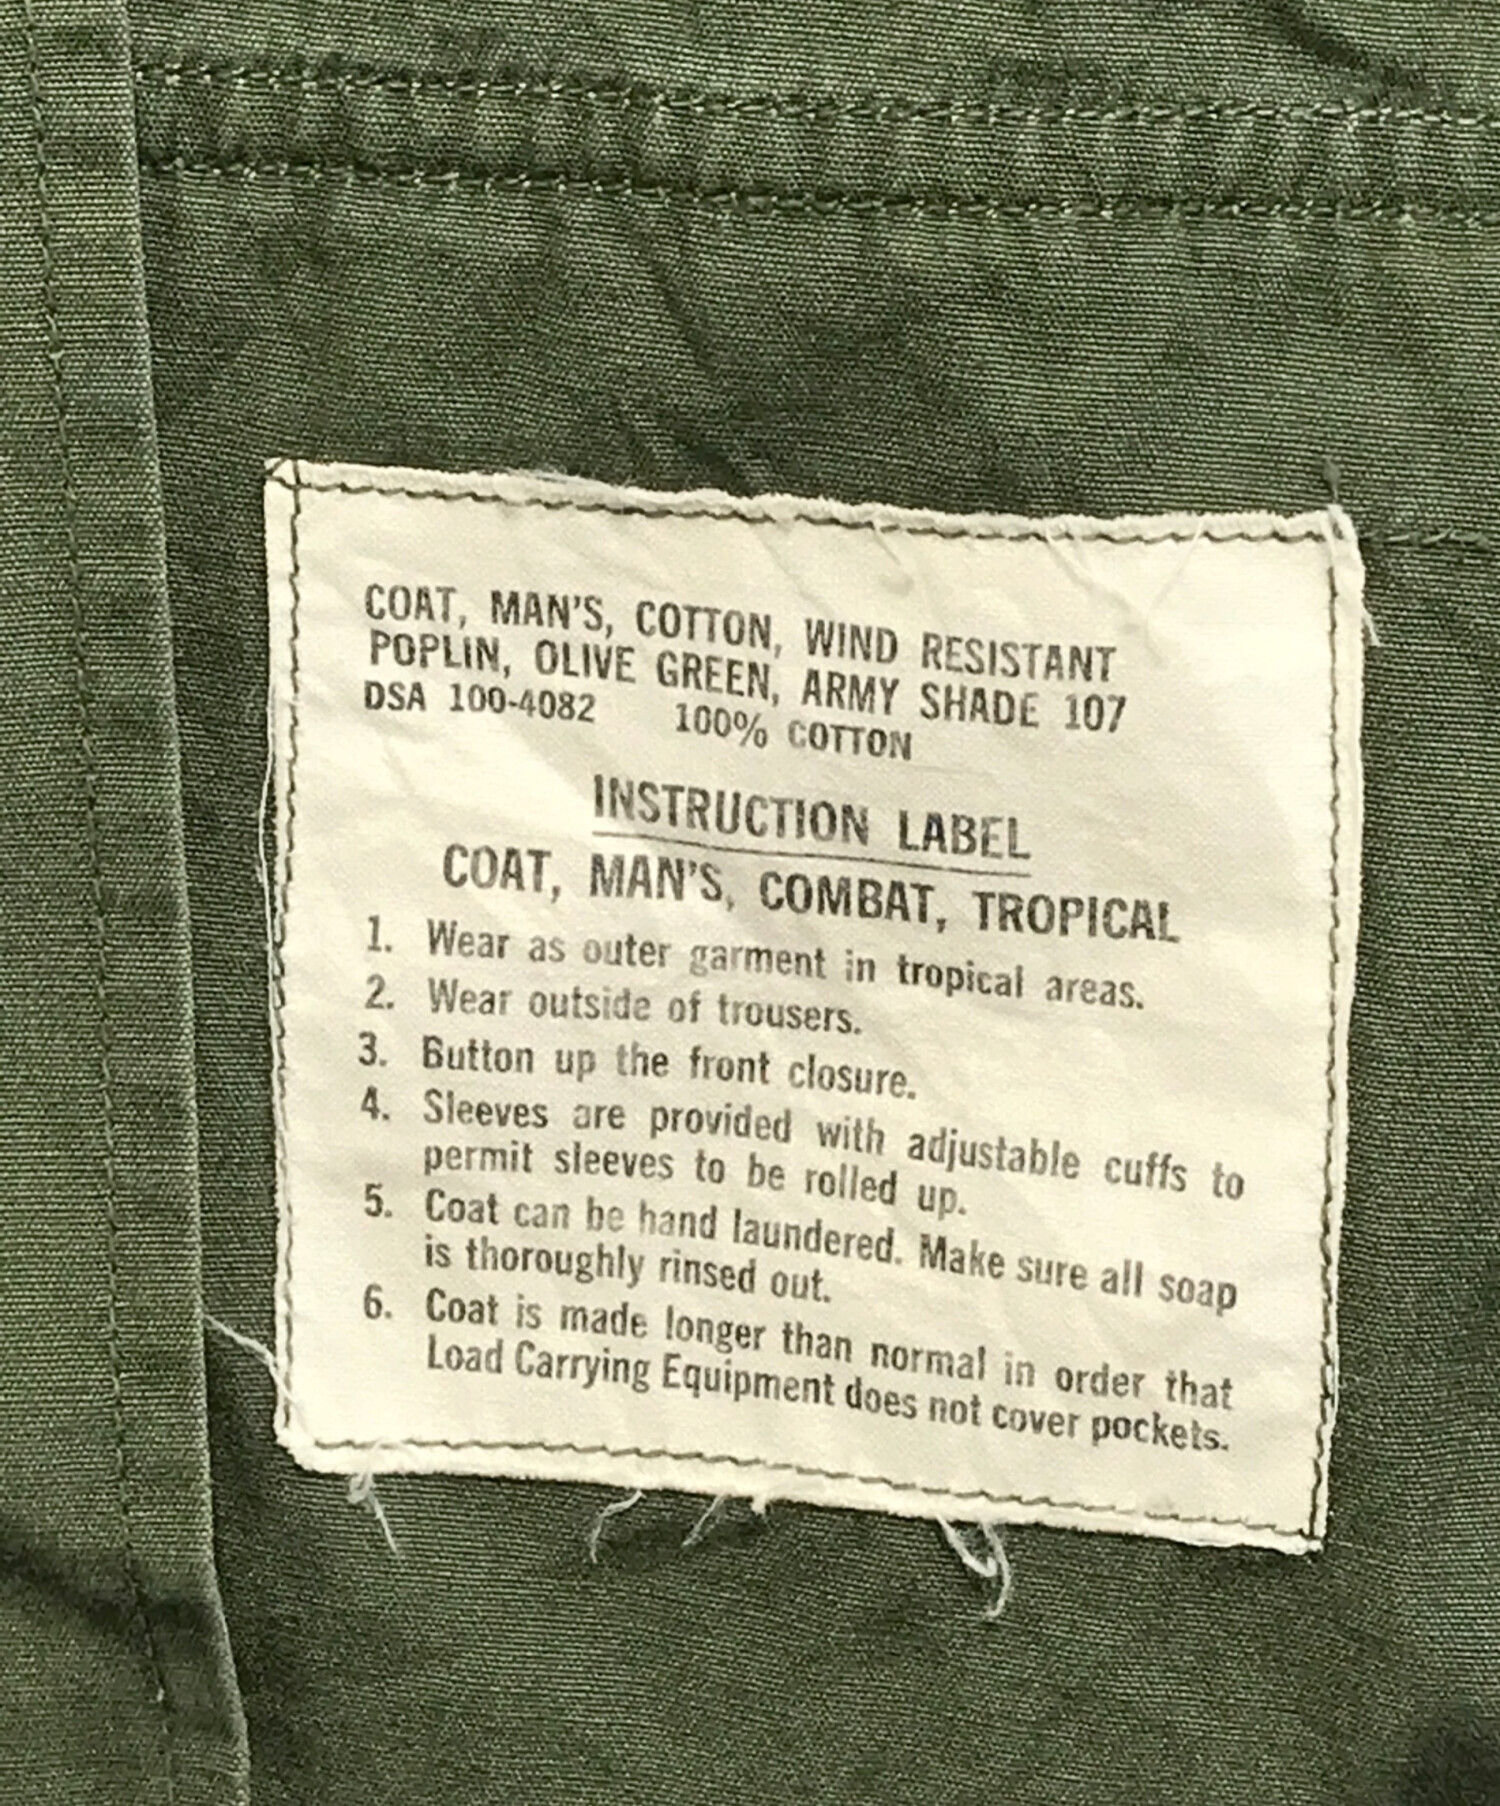 COAT, MAN'S, COTTON, WIND RESISTANT
POPLIN, OLIVE GREEN, ARMY SHADE 107
DSA 100-4082 100% COTTON
INSTRUCTION LABEL
COAT, MAN'S, COMBAT, TROPICAL
1. Wear as outer garment in tropical areas.
2. Wear outside of trousers.
3. Button up the front closure.
4. Sleeves are provided with adjustable cuffs to
permit sleeves to be rolled up.
5. Coat can be hand laundered. Make sure all soap
is thoroughly rinsed out.
6. Coat is made longer than normal in order that
Load Carrying Equipment does not cover pockets.